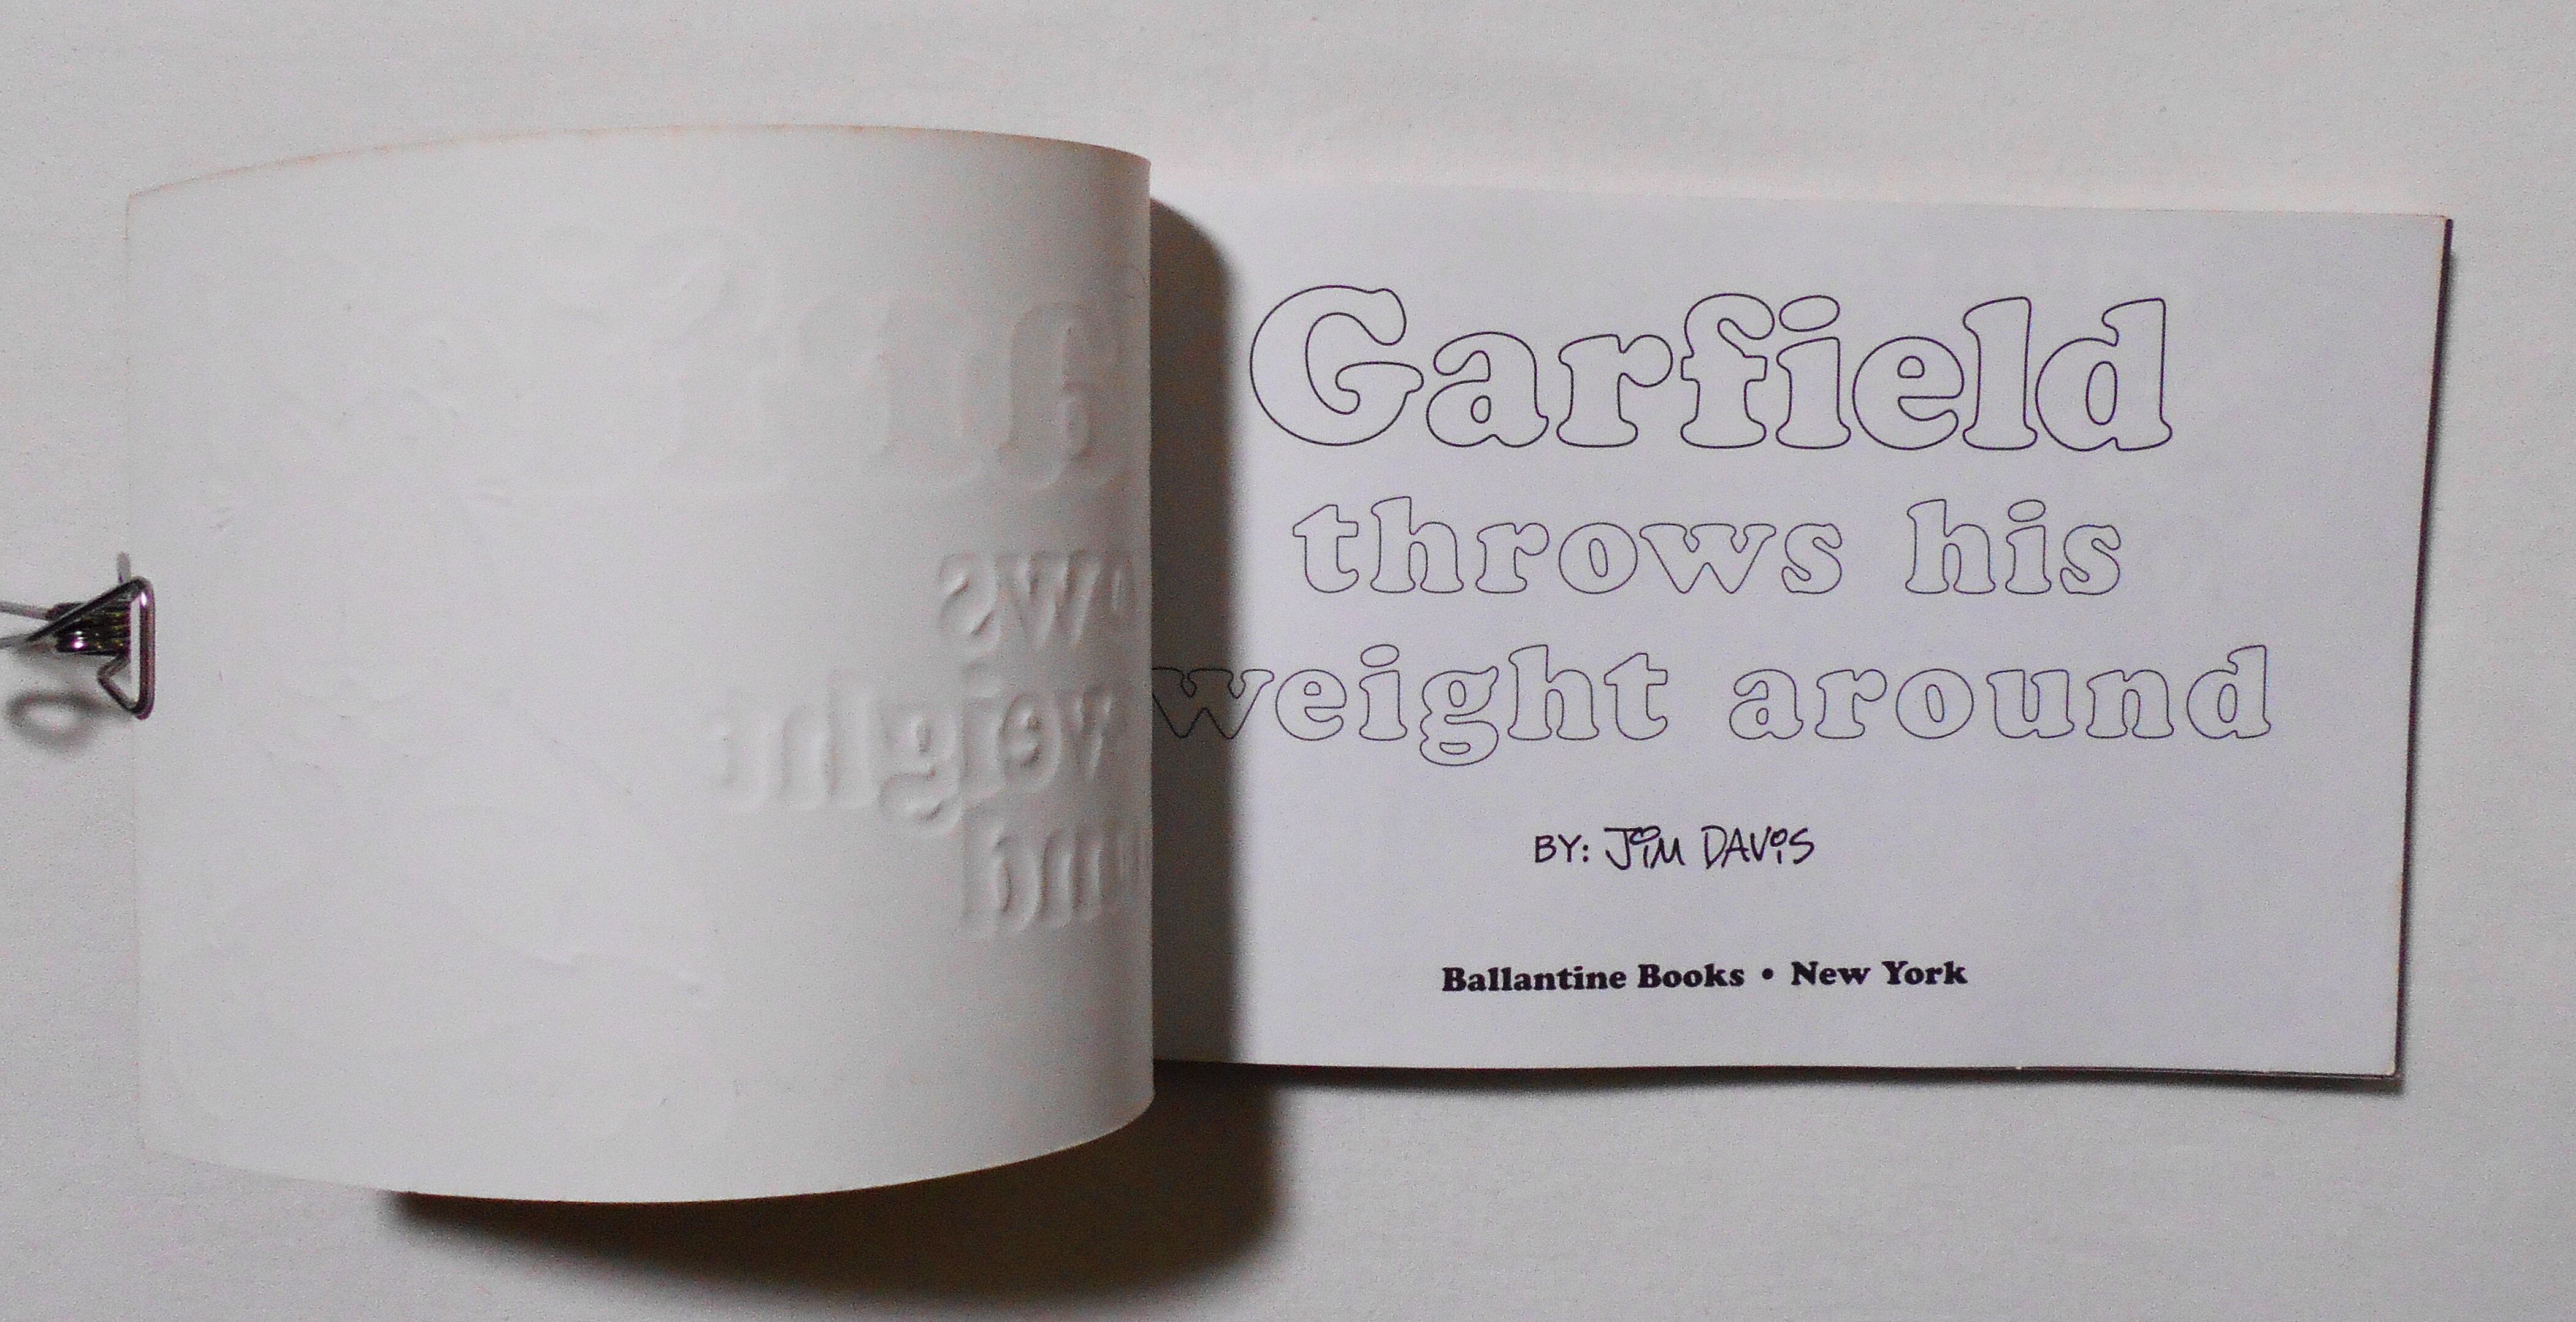 Garfield
throws his
weight around
BY: JIM DAVIS
Ballantine Books • New York